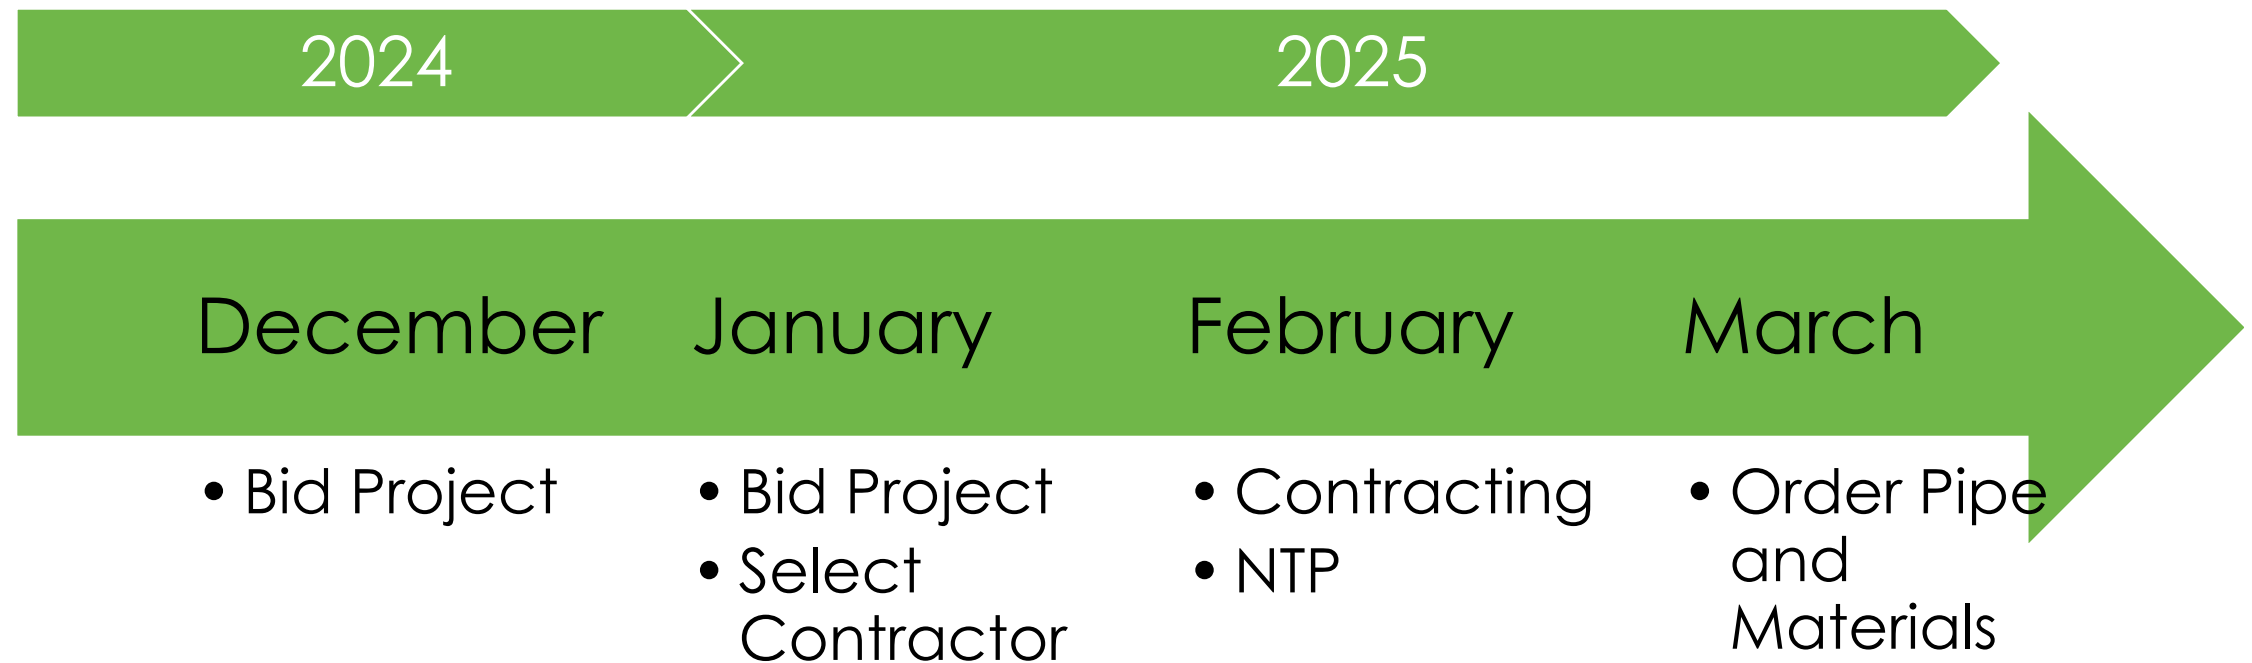 2024
2025
December
January
February
March
• Bid Project
• Bid Project
• Select
Contractor
• Contracting
• NTP
• Order Pipe
and
Materials